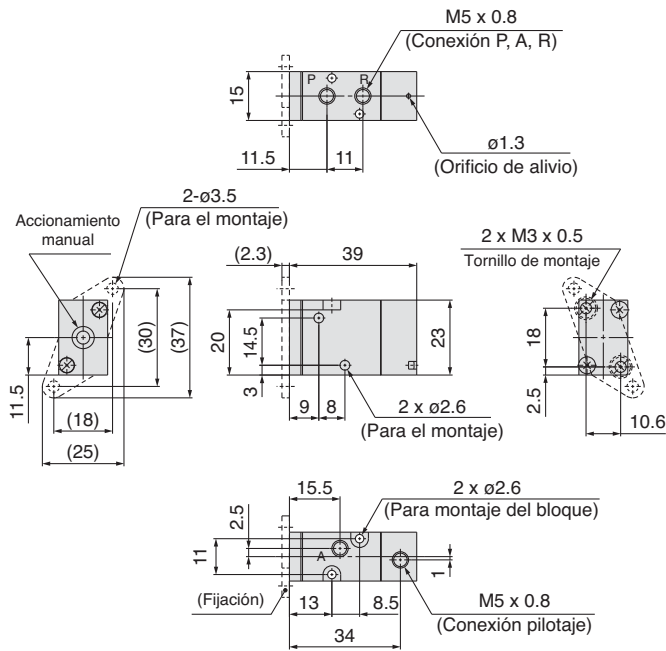 M5 x 0.8
(Conexión P, A, R)
P
R
15
ø1.3
(Orificio de alivio)
11.5
11
2-ø3.5
(Para el montaje)
Accionamiento
manual
(30)
(37)
11.5
(18)
(25)
(2.3)
39
20
14.5
3
23
9
8
2 x ø2.6
(Para el montaje)
2 x M3 x 0.5
Tornillo de montaje
18
2.5
10.6
15.5
2 x ø2.6
(Para montaje del bloque)
2.5
11
A
1
(Fijación)
13
8.5
M5 x 0.8
(Conexión pilotaje)
34